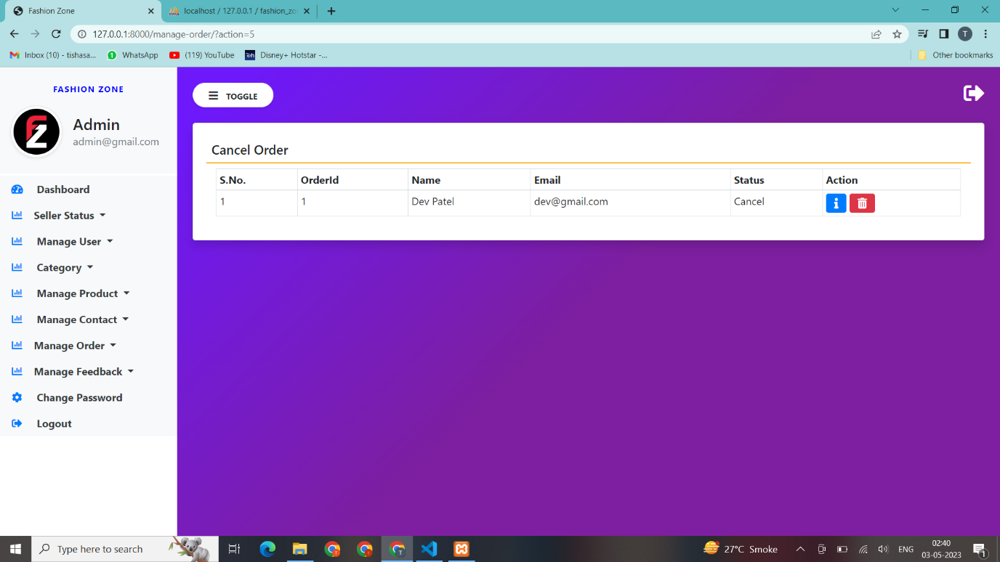 Fashion Zone
localhost / 127.0.0.1 / fashion_zo
127.0.0.1:8000/manage-order/?action=5
T
Inbox (10) - tishasa...
WhatsApp
(119) YouTube
Disney+ Hotstar -...
Other bookmarks
FASHION ZONE
FZ
Admin
admin@gmail.com
Dashboard
Seller Status
Manage User
Category
Manage Product
Manage Contact
Manage Order
Manage Feedback
Change Password
Logout
TOGGLE
Cancel Order
S.No. OrderId Name Email Status Action
1 1 Dev Patel dev@gmail.com Cancel
Type here to search
27°C Smoke
ENG
02:40
03-05-2023
1